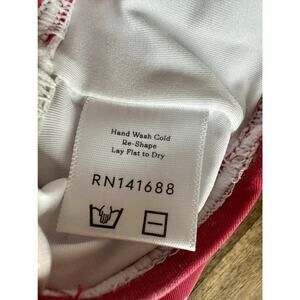 Hand Wash Cold
Re-Shape
Lay Flat to Dry
RN141688